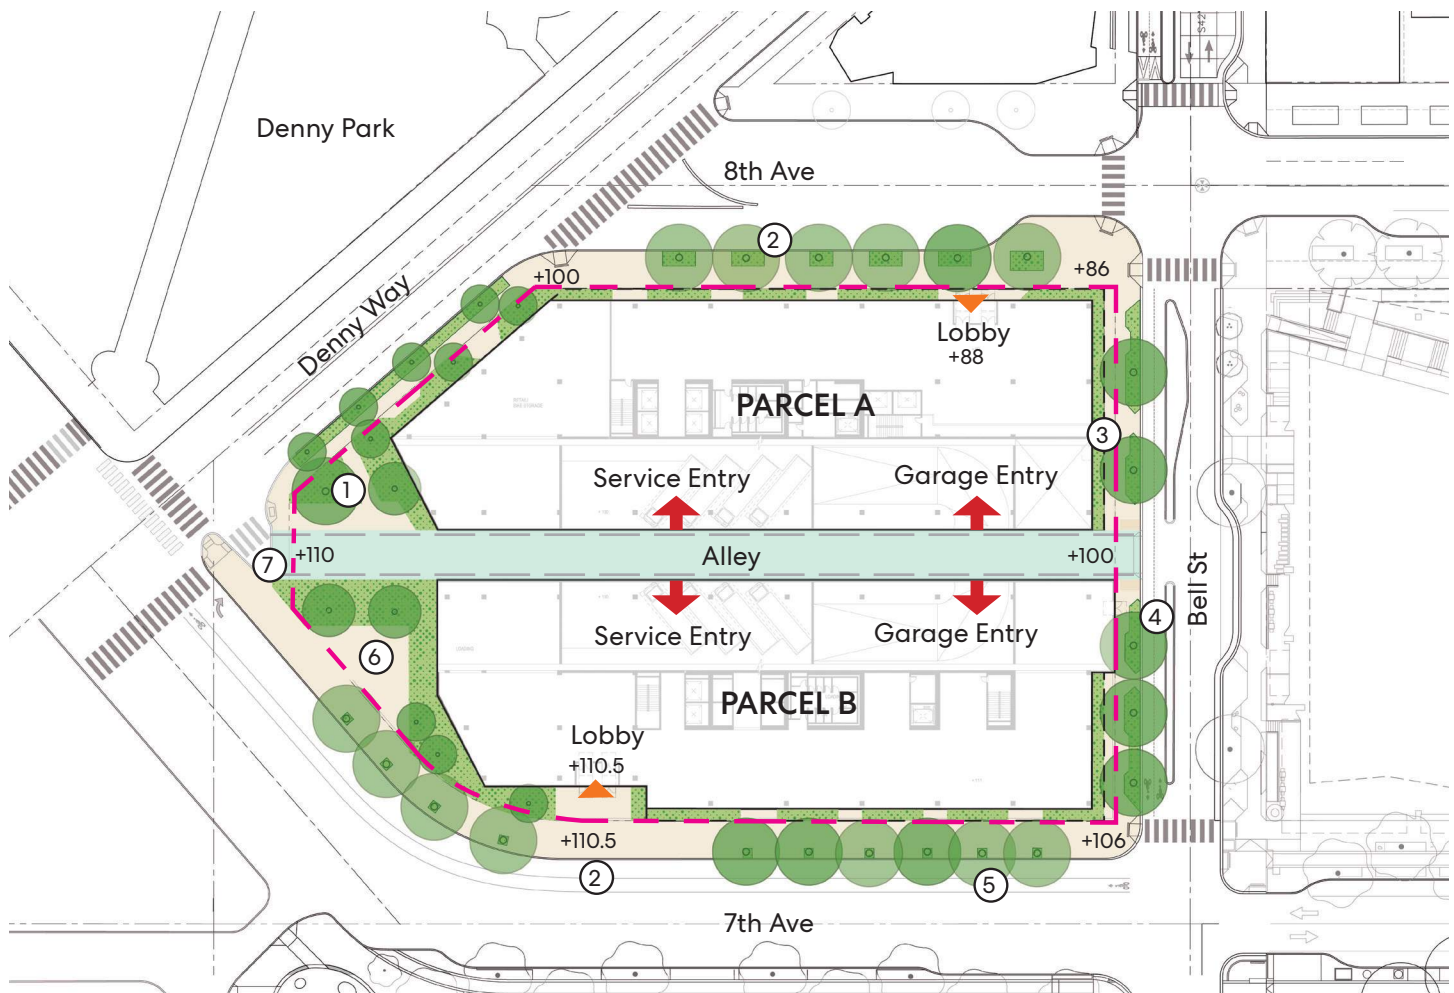 S42
Denny Park
8th Ave
2
+100
+86
Denny Way
Lobby
+88
PARCEL A
3
Service Entry
Garage Entry
1
7
+110
Alley
+100
Bell St
4
Service Entry
Garage Entry
6
PARCEL B
Lobby
+110.5
+110.5
+106
2
5
7th Ave